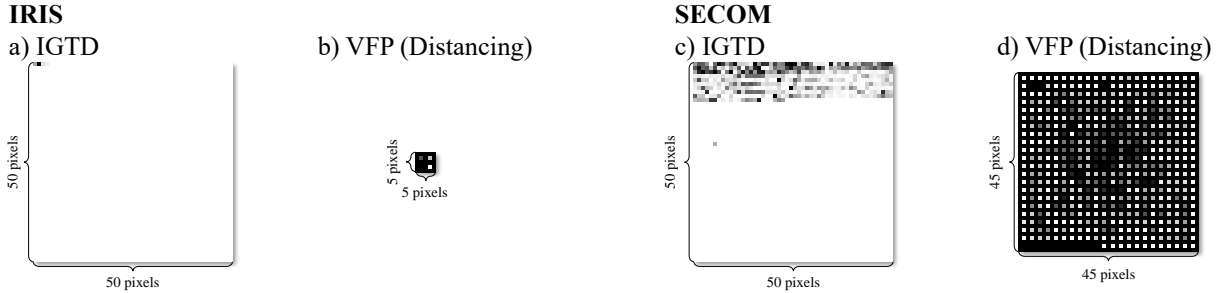 IRIS
SECOM
a) IGTD
b) VFP (Distancing)
c) IGTD
d) VFP (Distancing)
50 pixels
50 pixels
5 pixels
5 pixels
50 pixels
50 pixels
45 pixels
45 pixels